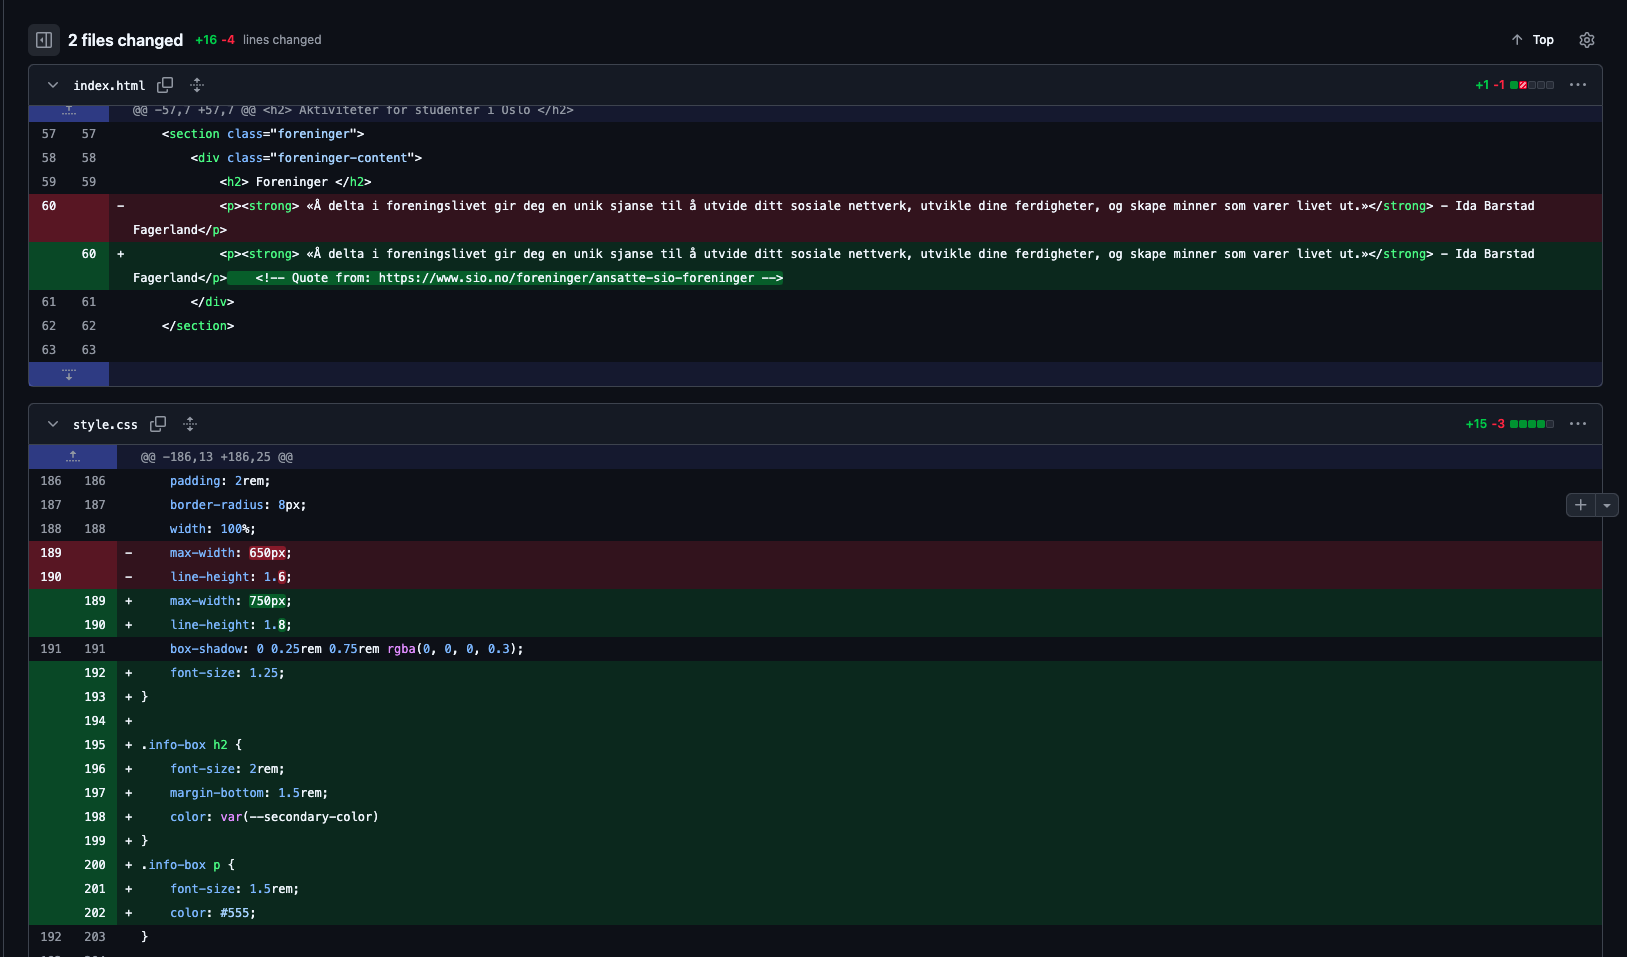 2 files changed +16 -4 lines changed
Top
index.html
+1 -1
@@ -57,7 +57,7 @@ <h2> Aktiviteter for studenter i Oslo </h2>
57 57 <section class="foreninger">
58 58 <div class="foreninger-content">
59 59 <h2> Foreninger </h2>
60 - <p><strong> «Å delta i foreningslivet gir deg en unik sjanse til å utvide ditt sosiale nettverk, utvikle dine ferdigheter, og skape minner som varer livet ut.»</strong> - Ida Barstad
Fagerland</p>
60 + <p><strong> «Å delta i foreningslivet gir deg en unik sjanse til å utvide ditt sosiale nettverk, utvikle dine ferdigheter, og skape minner som varer livet ut.»</strong> - Ida Barstad
Fagerland</p> <!-- Quote from: https://www.sio.no/foreninger/ansatte-sio-foreninger -->
61 61 </div>
62 62 </section>
63 63
style.css
+15 -3
@@ -186,13 +186,25 @@
186 186 padding: 2rem;
187 187 border-radius: 8px;
188 188 width: 100%;
189 - max-width: 650px;
190 - line-height: 1.6;
189 + max-width: 750px;
190 + line-height: 1.8;
191 191 box-shadow: 0 0.25rem 0.75rem rgba(0, 0, 0, 0.3);
192 + font-size: 1.25;
193 + }
194 +
195 + .info-box h2 {
196 + font-size: 2rem;
197 + margin-bottom: 1.5rem;
198 + color: var(--secondary-color)
199 + }
200 + .info-box p {
201 + font-size: 1.5rem;
202 + color: #555;
192 203 }